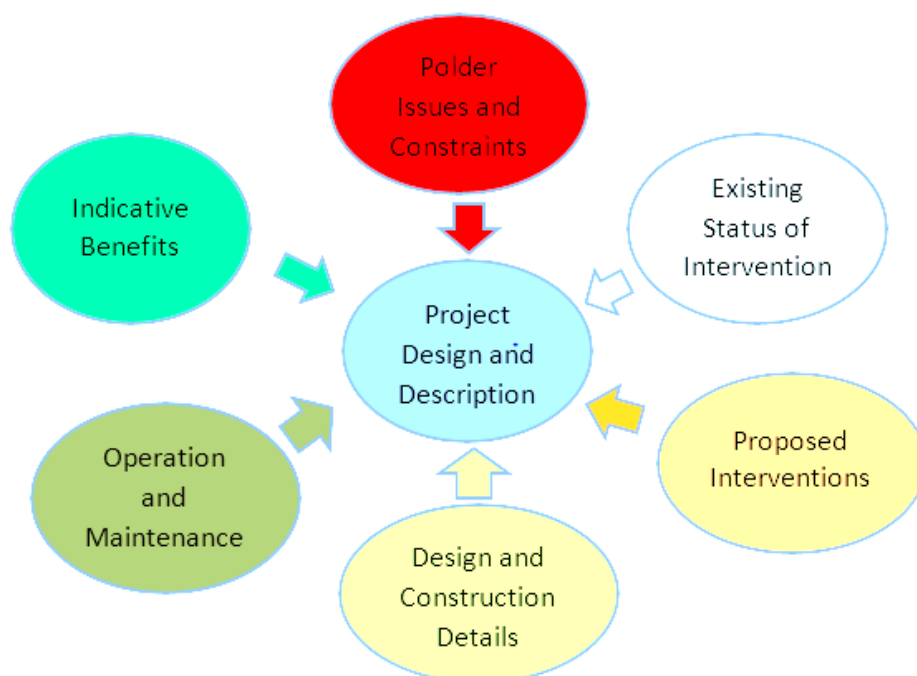 Polder
Issues and
Constraints
Existing
Status of
Intervention
Indicative
Benefits
Project
Design and
Description
Proposed
Interventions
Operation
and
Maintenance
Design and
Construction
Details